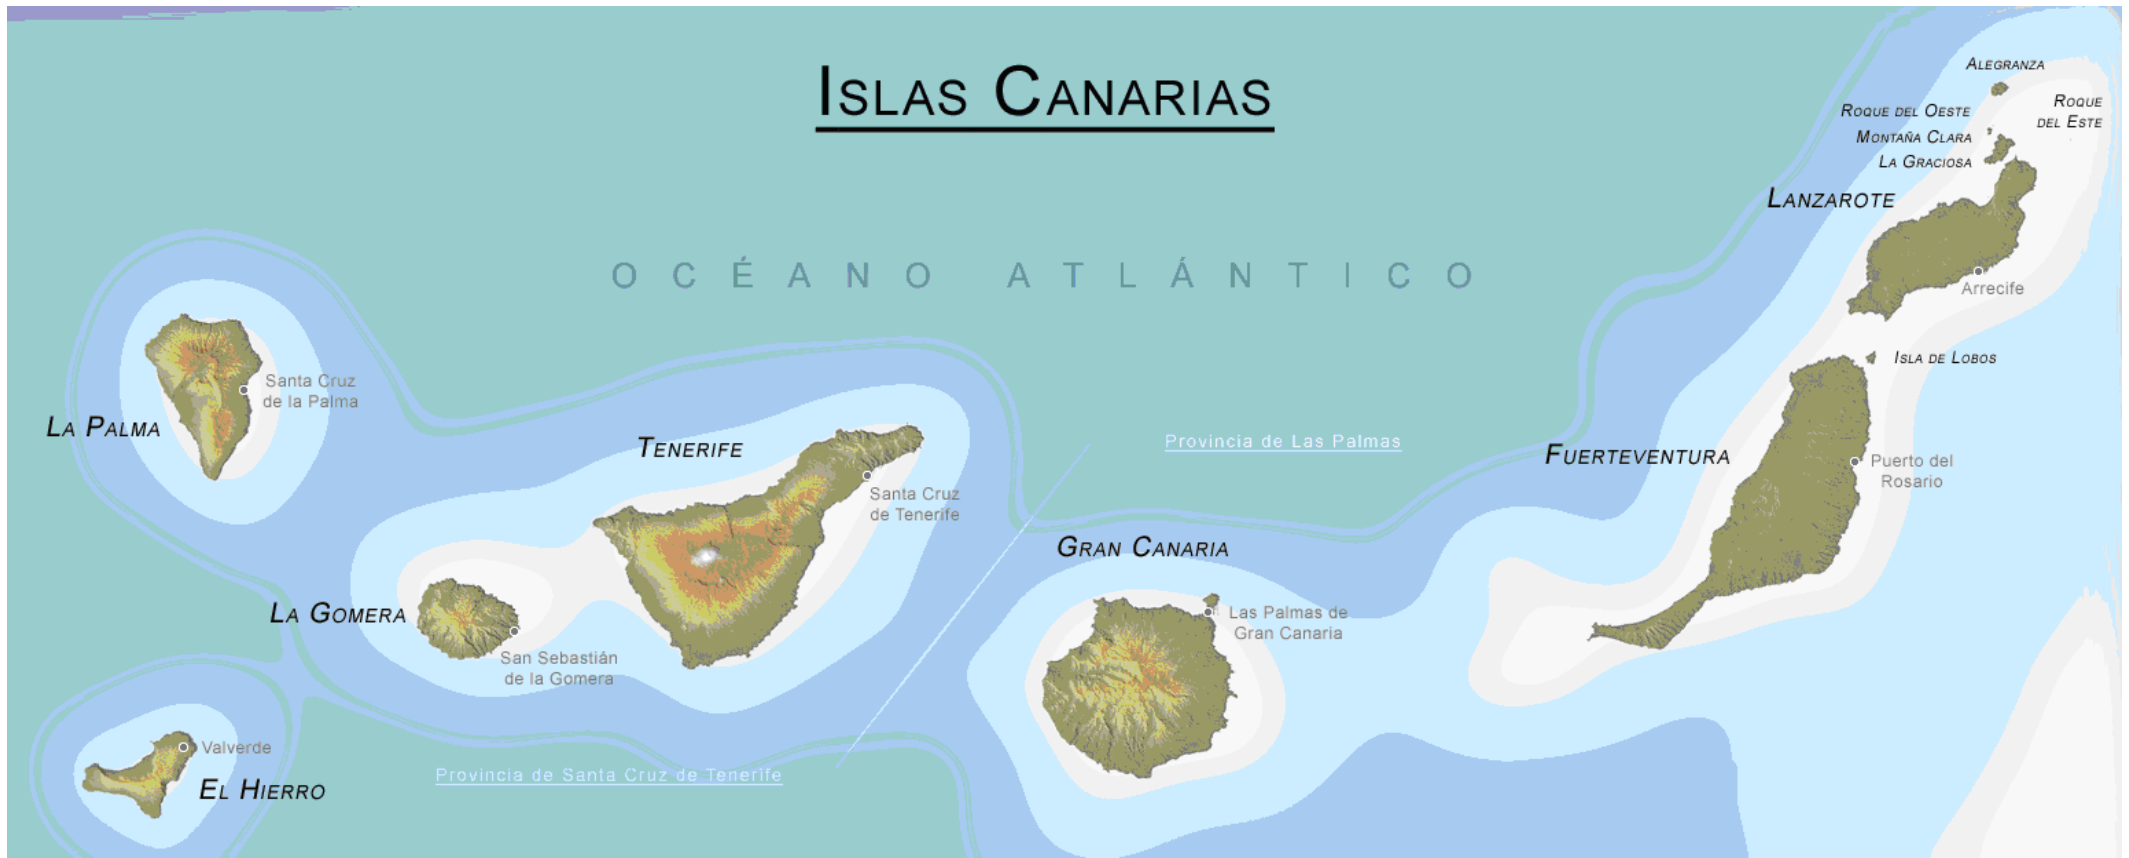 ISLAS CANARIAS
OCÉANO ATLÁNTICO
ALEGRANZA
ROQUE DEL OESTE
ROQUE
DEL ESTE
MONTAÑA CLARA
LA GRACIOSA
LANZAROTE
Arrecife
ISLA DE LOBOS
Santa Cruz
de la Palma
LA PALMA
TENERIFE
Provincia de Las Palmas
FUERTEVENTURA
Puerto del
Rosario
Santa Cruz
de Tenerife
GRAN CANARIA
LA GOMERA
Las Palmas de
Gran Canaria
San Sebastián
de la Gomera
Valverde
EL HIERRO
Provincia de Santa Cruz de Tenerife